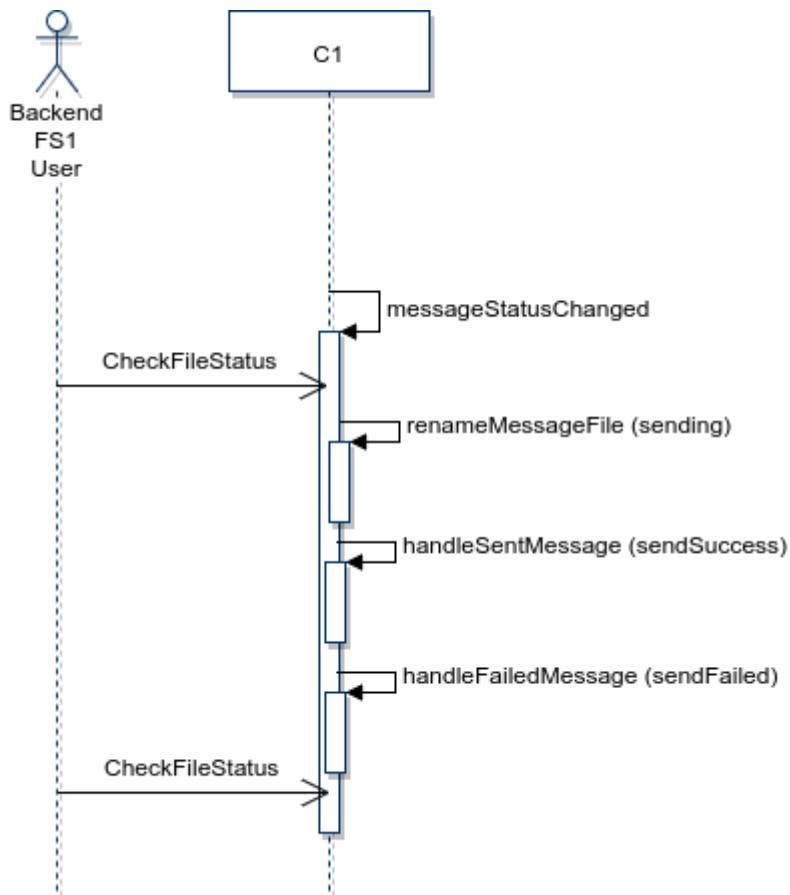 C1
Backend
FS1
User
messageStatusChanged
CheckFileStatus
renameMessageFile (sending)
handleSentMessage (sendSuccess)
handleFailedMessage (sendFailed)
CheckFileStatus